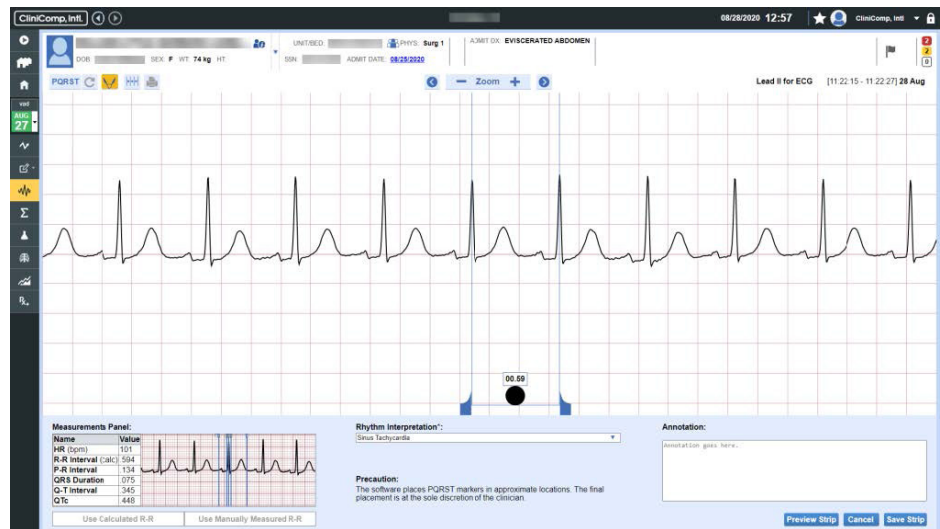 CliniComp, Intl.
08/28/2020 12:57
CliniComp, Intl
DOB
SEX F WT 74 kg HT
UNIT/BED:
SSN
PHYS: Surg 1
ADMIT DATE: 08/25/2020
ADMIT DX: EVISCERATED ABDOMEN
2
2
0
PQRST
Zoom
Lead II for ECG [11:22:15 - 11:22:27] 28 Aug
AUG
27
00.59
Measurements Panel:
Name Value
HR (bpm) 101
R-R Interval (calc) .594
P-R Interval .134
QRS Duration .075
Q-T Interval .345
QTc .448
Use Calculated R-R
Use Manually Measured R-R
Rhythm Interpretation*:
Sinus Tachycardia
Precaution:
The software places PQRST markers in approximate locations. The final
placement is at the sole discretion of the clinician.
Annotation:
Annotation goes here.
Preview Strip
Cancel
Save Strip